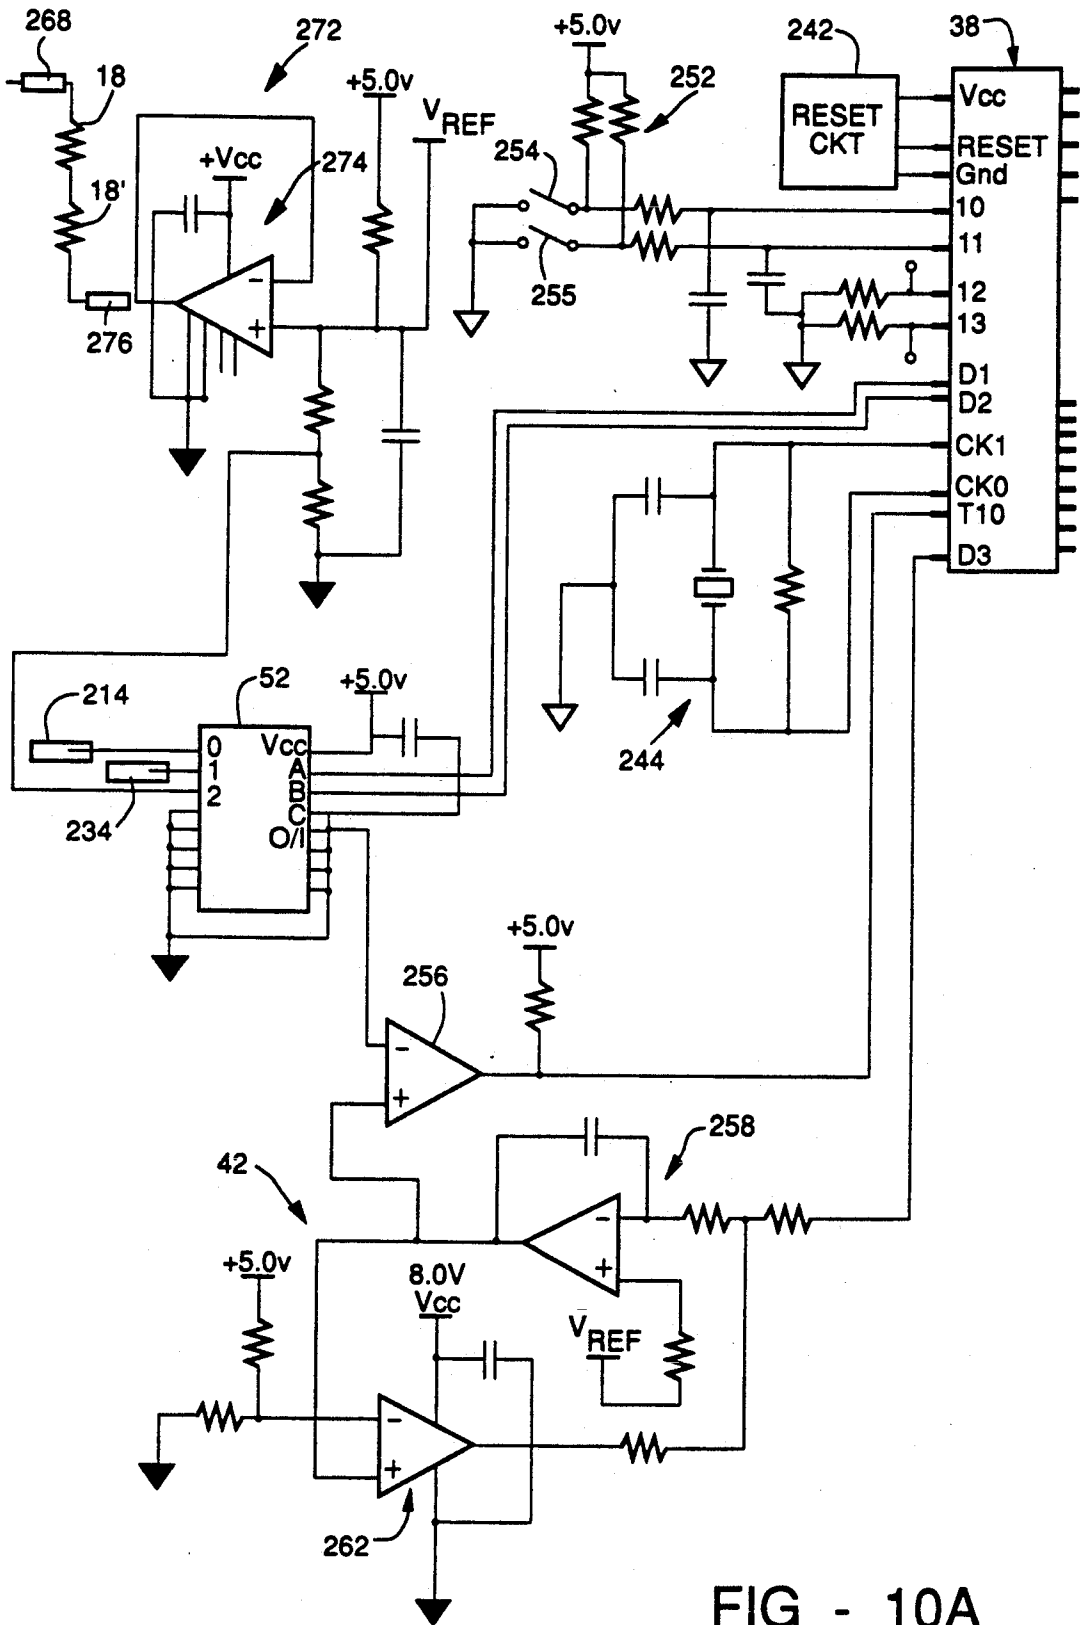 268
272
+5.0v
242
38
18
+5.0v
V REF
252
RESET CKT
Vcc
RESET
Gnd
+Vcc
274
254
10
18'
11
255
12
276
13
-
+
D1
D2
CK1
CK0
T10
D3
+5.0v
52
214
244
0
Vcc
1
A
2
B
234
C
O/I
+5.0v
256
-
+
258
42
-
+5.0v
+
8.0V
Vcc
V REF
-
+
262
FIG - 10A